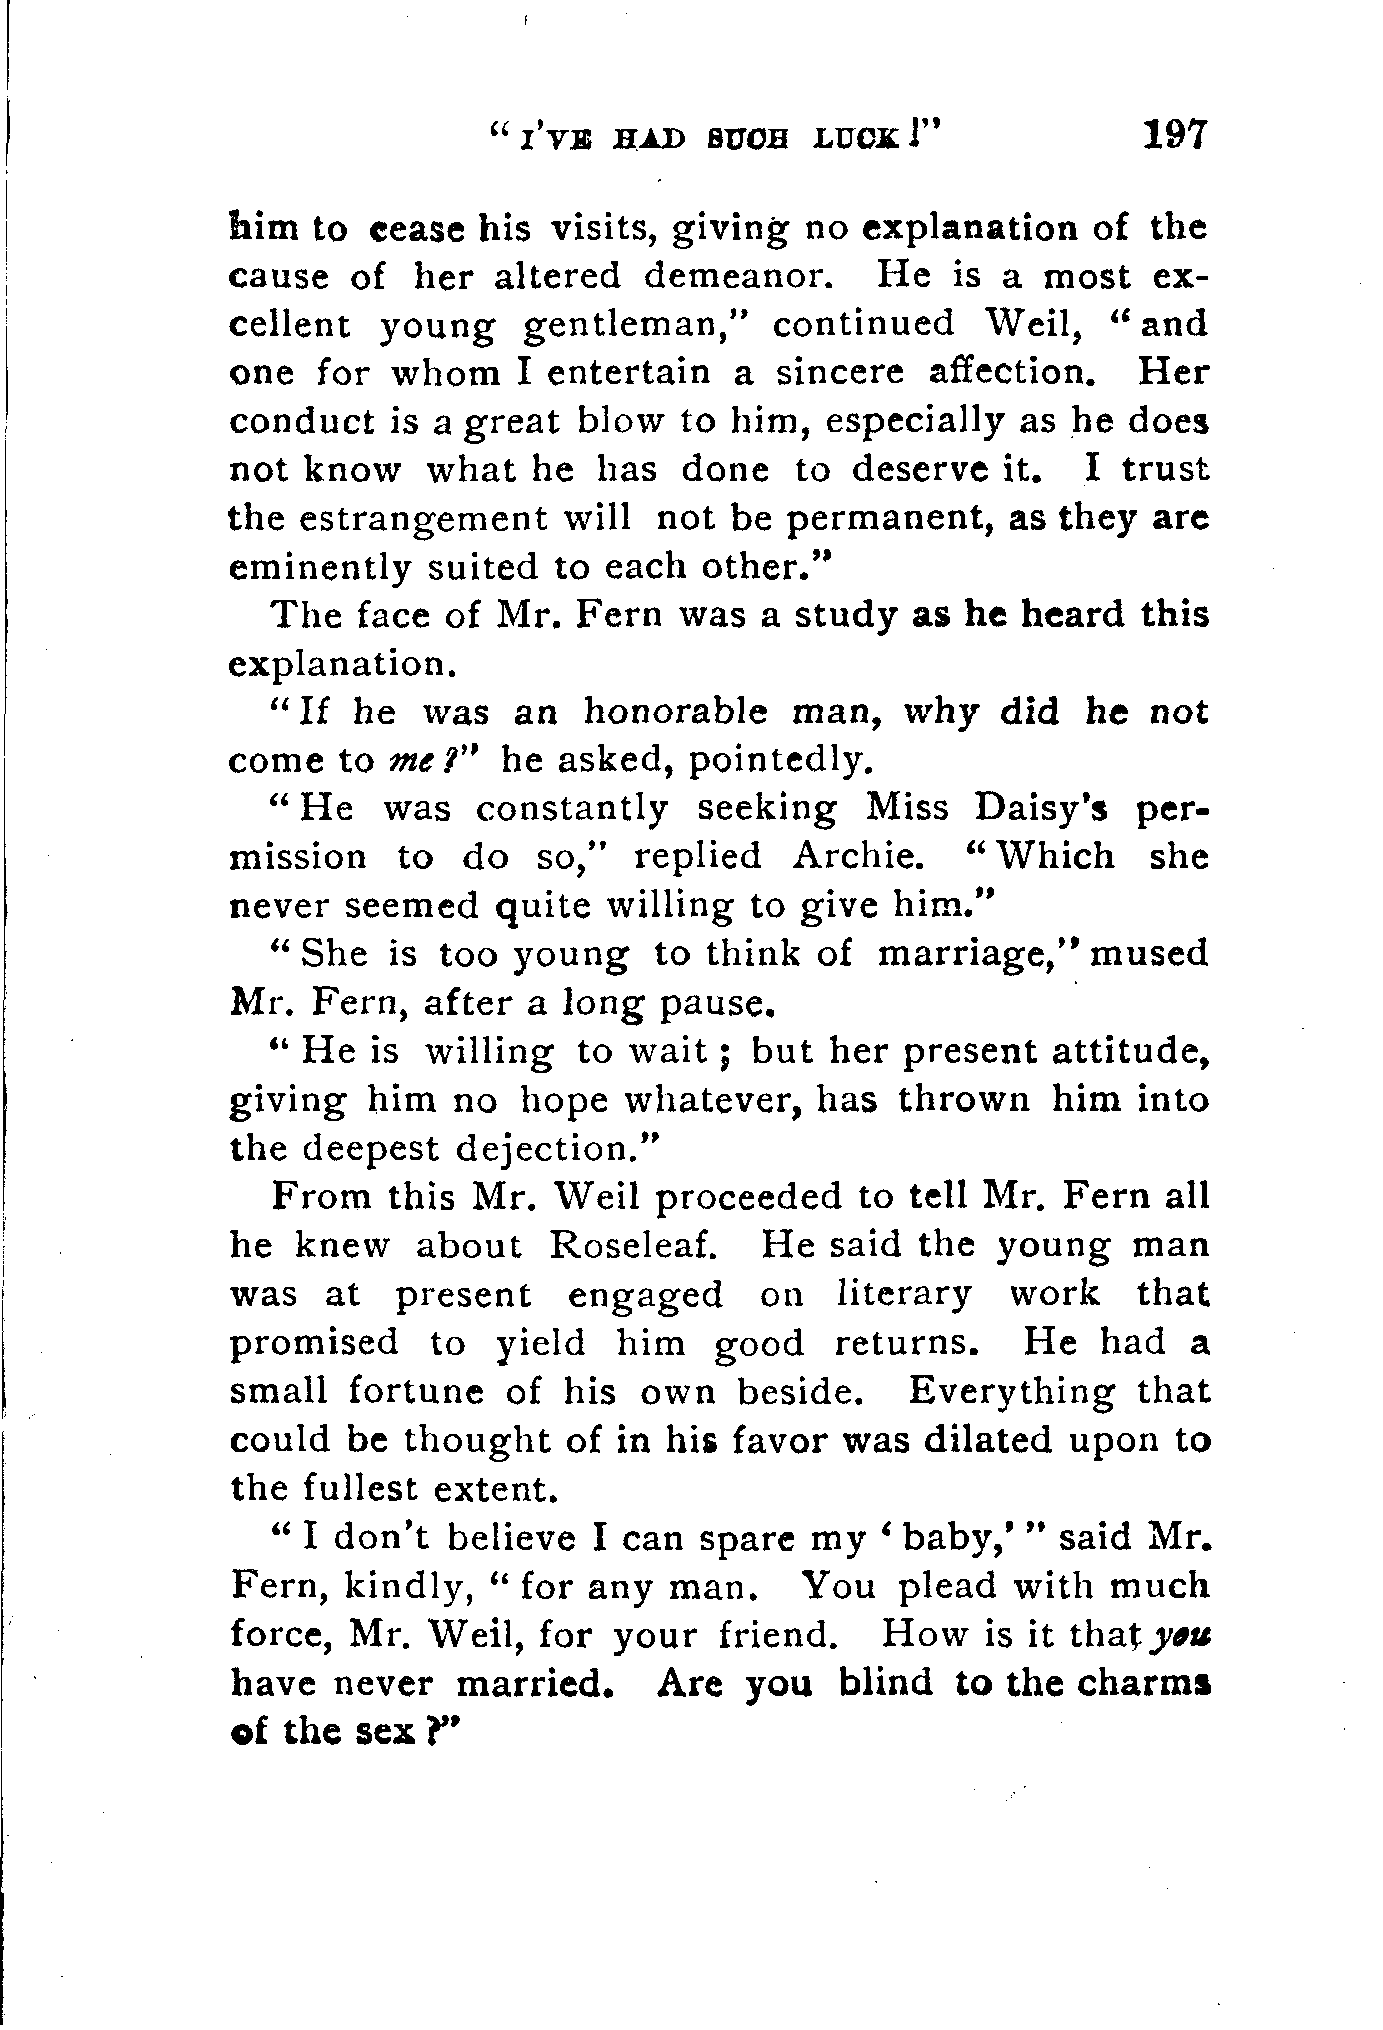 "I'VE HAD SUCH LUCK!" 197
him to cease his visits, giving no explanation of the
cause of her altered demeanor. He is a most ex-
cellent young gentleman," continued Weil, "and
one for whom I entertain a sincere affection. Her
conduct is a great blow to him, especially as he does
not know what he has done to deserve it. I trust
the estrangement will not be permanent, as they are
eminently suited to each other."
The face of Mr. Fern was a study as he heard this
explanation.
"If he was an honorable man, why did he not
come to me?" he asked, pointedly.
"He was constantly seeking Miss Daisy's per-
mission to do so," replied Archie. "Which she
never seemed quite willing to give him."
"She is too young to think of marriage," mused
Mr. Fern, after a long pause.
"He is willing to wait; but her present attitude,
giving him no hope whatever, has thrown him into
the deepest dejection."
From this Mr. Weil proceeded to tell Mr. Fern all
he knew about Roseleaf. He said the young man
was at present engaged on literary work that
promised to yield him good returns. He had a
small fortune of his own beside. Everything that
could be thought of in his favor was dilated upon to
the fullest extent.
"I don't believe I can spare my 'baby,'" said Mr.
Fern, kindly, "for any man. You plead with much
force, Mr. Weil, for your friend. How is it that you
have never married. Are you blind to the charms
of the sex?"